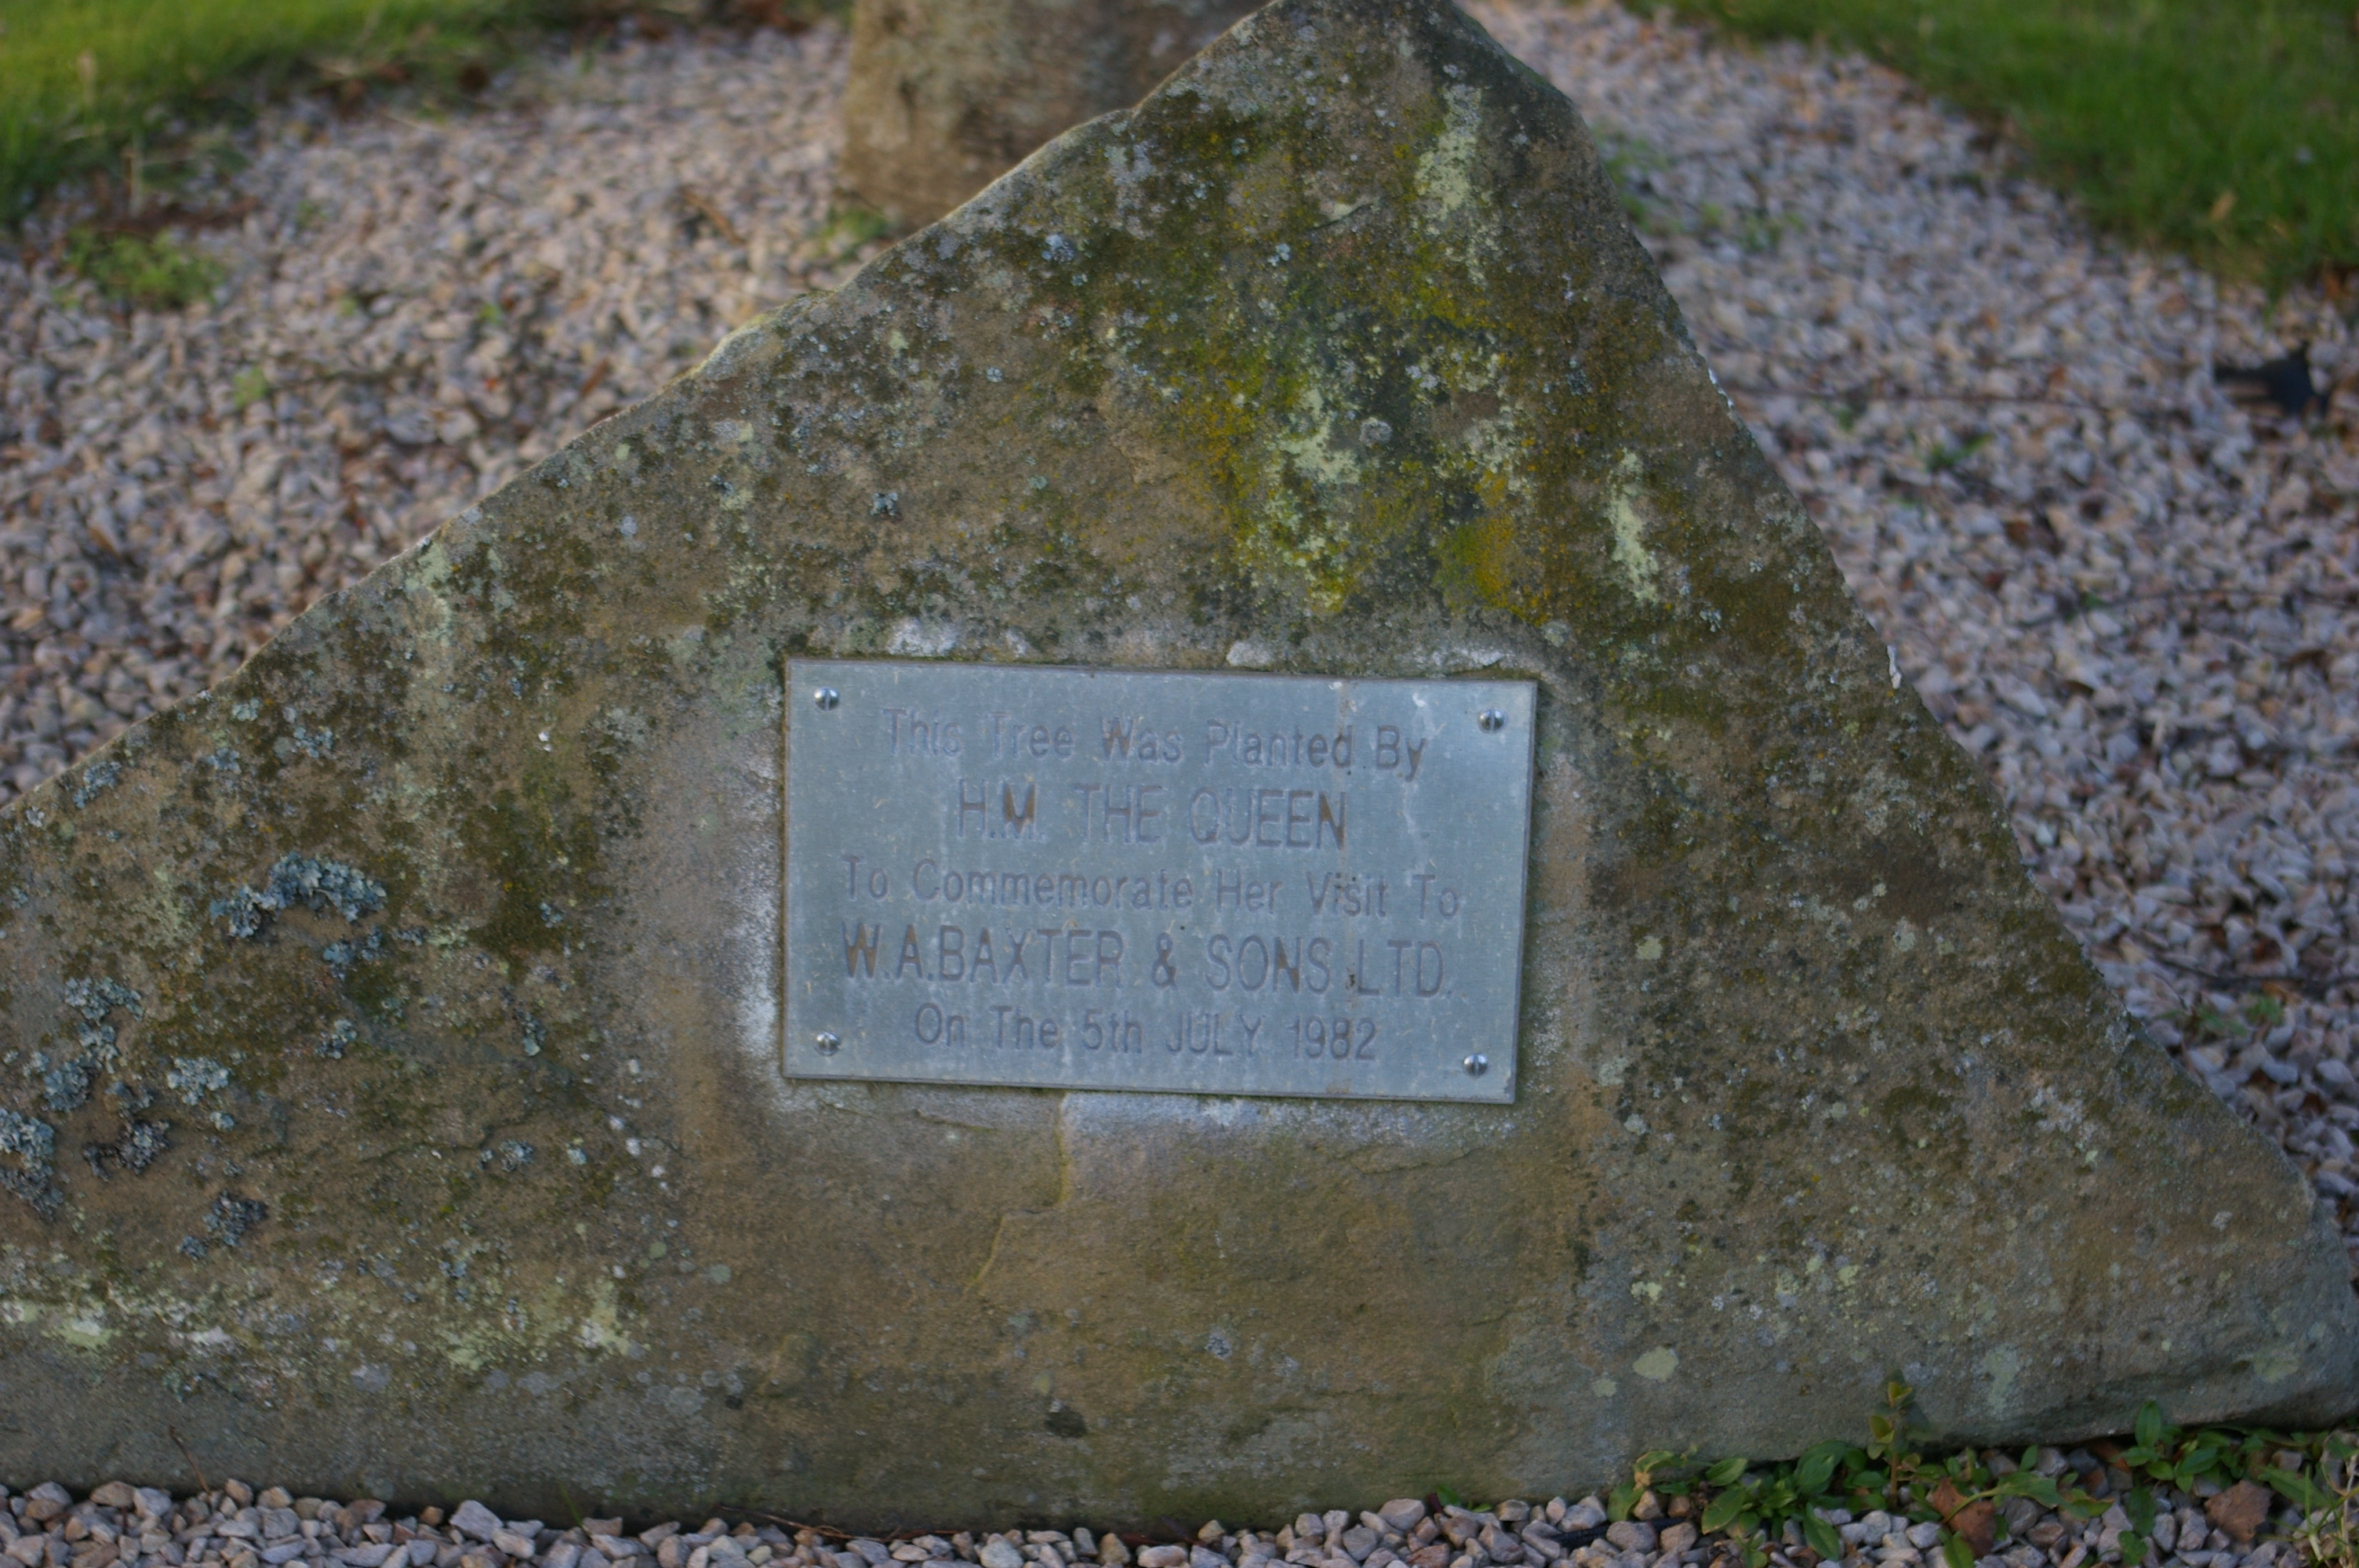 This Tree Was Planted By
H.M. THE QUEEN
To Commemorate Her Visit To
W.A.BAXTER & SONS LTD.
On The 5th JULY 1982